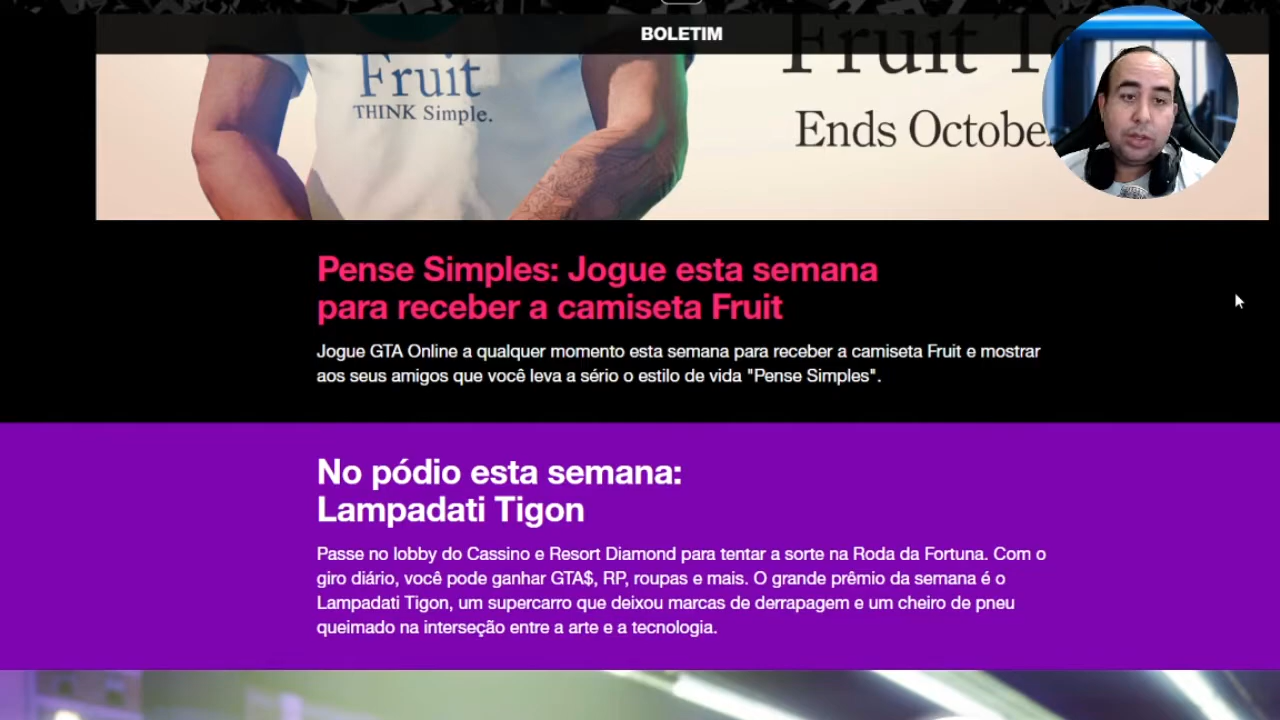 BOLETIM
Fruit
Fruit
THINK Simple.
Ends October
Pense Simples: Jogue esta semana
para receber a camiseta Fruit
Jogue GTA Online a qualquer momento esta semana para receber a camiseta Fruit e mostrar
aos seus amigos que você leva a sério o estilo de vida "Pense Simples".
No pódio esta semana:
Lampadati Tigon
Passe no lobby do Cassino e Resort Diamond para tentar a sorte na Roda da Fortuna. Com o
giro diário, você pode ganhar GTA$, RP, roupas e mais. O grande prêmio da semana é o
Lampadati Tigon, um supercarro que deixou marcas de derrapagem e um cheiro de pneu
queimado na interseção entre a arte e a tecnologia.